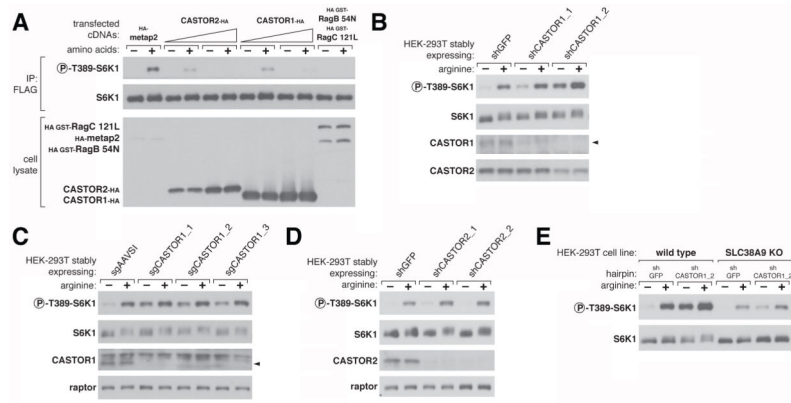 A
transfected cDNAs:
HA-metap2
CASTOR2-HA
CASTOR1-HA
HA GST-RagB 54N
HA GST-RagC 121L
amino acids: – + – + – + – + – + – +
IP: FLAG
Ⓟ-T389-S6K1
S6K1
cell lysate
HA GST-RagC 121L
HA-metap2
HA GST-RagB 54N
CASTOR2-HA
CASTOR1-HA
B
HEK-293T stably expressing:
shGFP
shCASTOR1_1
shCASTOR1_2
arginine: – + – + – +
Ⓟ-T389-S6K1
S6K1
CASTOR1
CASTOR2
C
HEK-293T stably expressing:
sgAAVSI
sgCASTOR1_1
sgCASTOR1_2
sgCASTOR1_3
arginine: – + – + – + – +
Ⓟ-T389-S6K1
S6K1
CASTOR1
raptor
D
HEK-293T stably expressing:
shGFP
shCASTOR2_1
shCASTOR2_2
arginine: – + – + – +
Ⓟ-T389-S6K1
S6K1
CASTOR2
raptor
E
HEK-293T cell line: wild type SLC38A9 KO
hairpin: sh GFP sh CASTOR1_2 sh GFP sh CASTOR1_2
arginine: – + – + – + – +
Ⓟ-T389-S6K1
S6K1